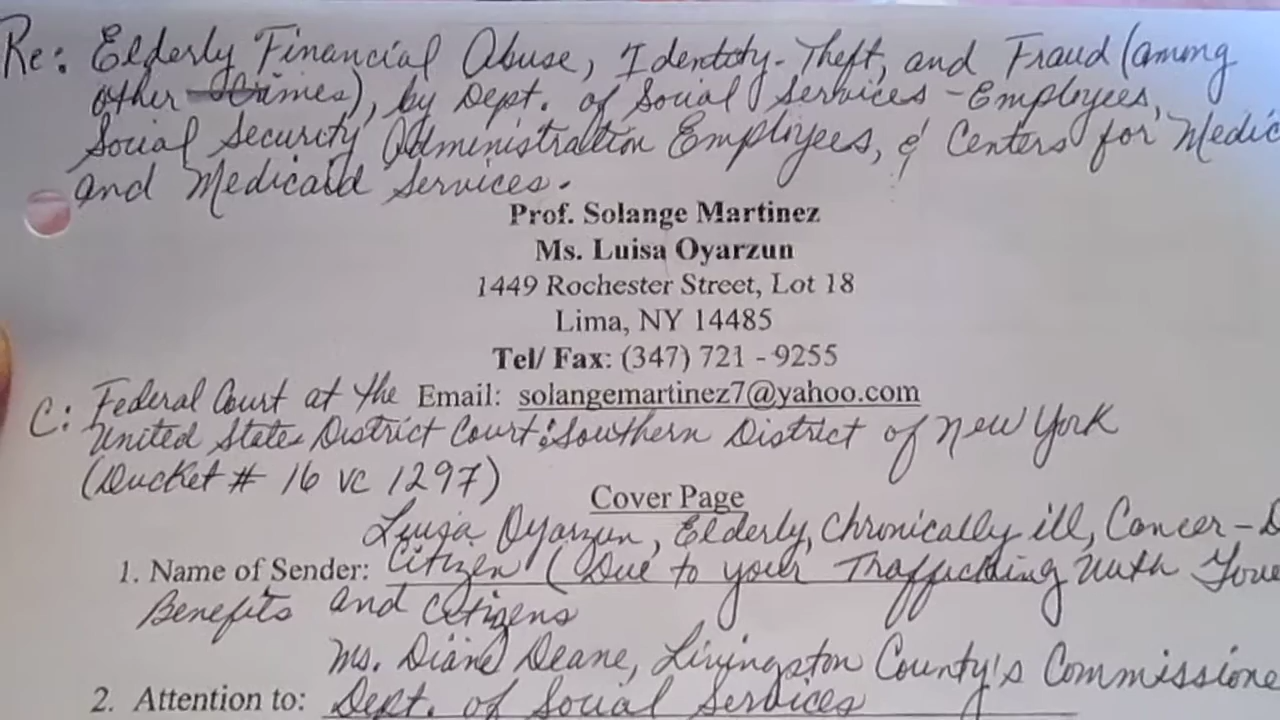 Re: Elderly Financial Abuse, Identity-Theft, and Fraud (among
other Crimes), by Dept. of Social Services-Employees,
Social Security Administration Employees, & Centers for Medic
and Medicaid Services.
Prof. Solange Martinez
Ms. Luisa Oyarzun
1449 Rochester Street, Lot 18
Lima, NY 14485
Tel/ Fax: (347) 721 - 9255
C: Federal Court at the Email: solangemartinez7@yahoo.com
United States District Court: Southern District of New York
(Ducket # 16 vc 1297)
Cover Page
Luisa Oyarzun, Elderly, Chronically ill, Cancer-
1. Name of Sender: Citizen (Due to your Trafficking with
Benefits and Citizens
Ms. Diane Deane, Livingston County's Commissione
2. Attention to: Dept. of Social Services